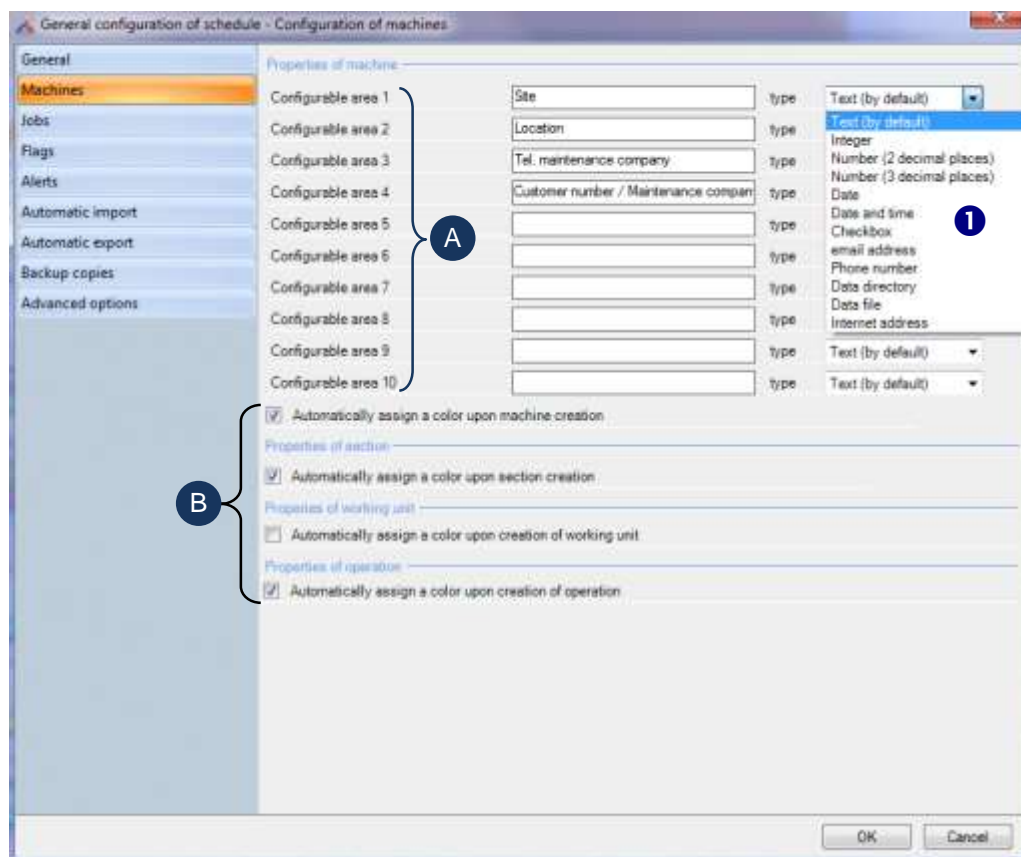 General configuration of schedule - Configuration of machines
General
Machines
Jobs
Flags
Alerts
Automatic import
Automatic export
Backup copies
Advanced options
Properties of machine
Configurable area 1 Site type Text (by default)
Configurable area 2 Location type
Configurable area 3 Tel. maintenance company type
Configurable area 4 Customer number / Maintenance compan type
Configurable area 5 type
Configurable area 6 type
Configurable area 7 type
Configurable area 8 type
Configurable area 9 type Text (by default)
Configurable area 10 type Text (by default)
Text (by default)
Integer
Number (2 decimal places)
Number (3 decimal places)
Date
Date and time
Checkbox
email address
Phone number
Data directory
Data file
Internet address
1
A
B
Automatically assign a color upon machine creation
Properties of section
Automatically assign a color upon section creation
Properties of working unit
Automatically assign a color upon creation of working unit
Properties of operation
Automatically assign a color upon creation of operation
OK Cancel